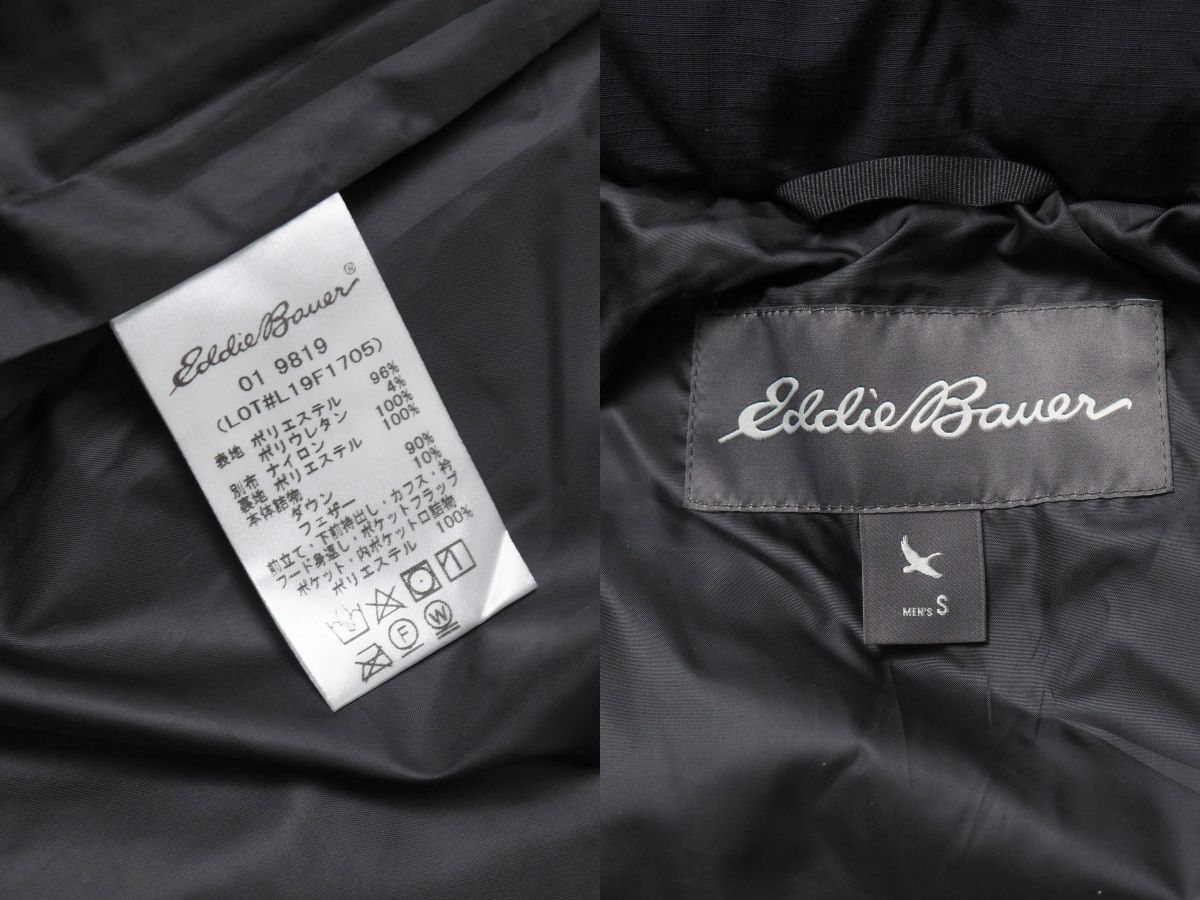 Eddie Bauer®
01 9819
(LOT#L19F1705)
表地 ポリエステル 96%
ポリウレタン 4%
別布 ナイロン 100%
裏地 ポリエステル 100%
本体詰物
ダウン 90%
フェザー 10%
前立て・下前持出し・カフス・衿
フード身返し・ポケットフラップ
ポケット・内ポケット口詰物
ポリエステル 100%
F W
Eddie Bauer
MEN'S S